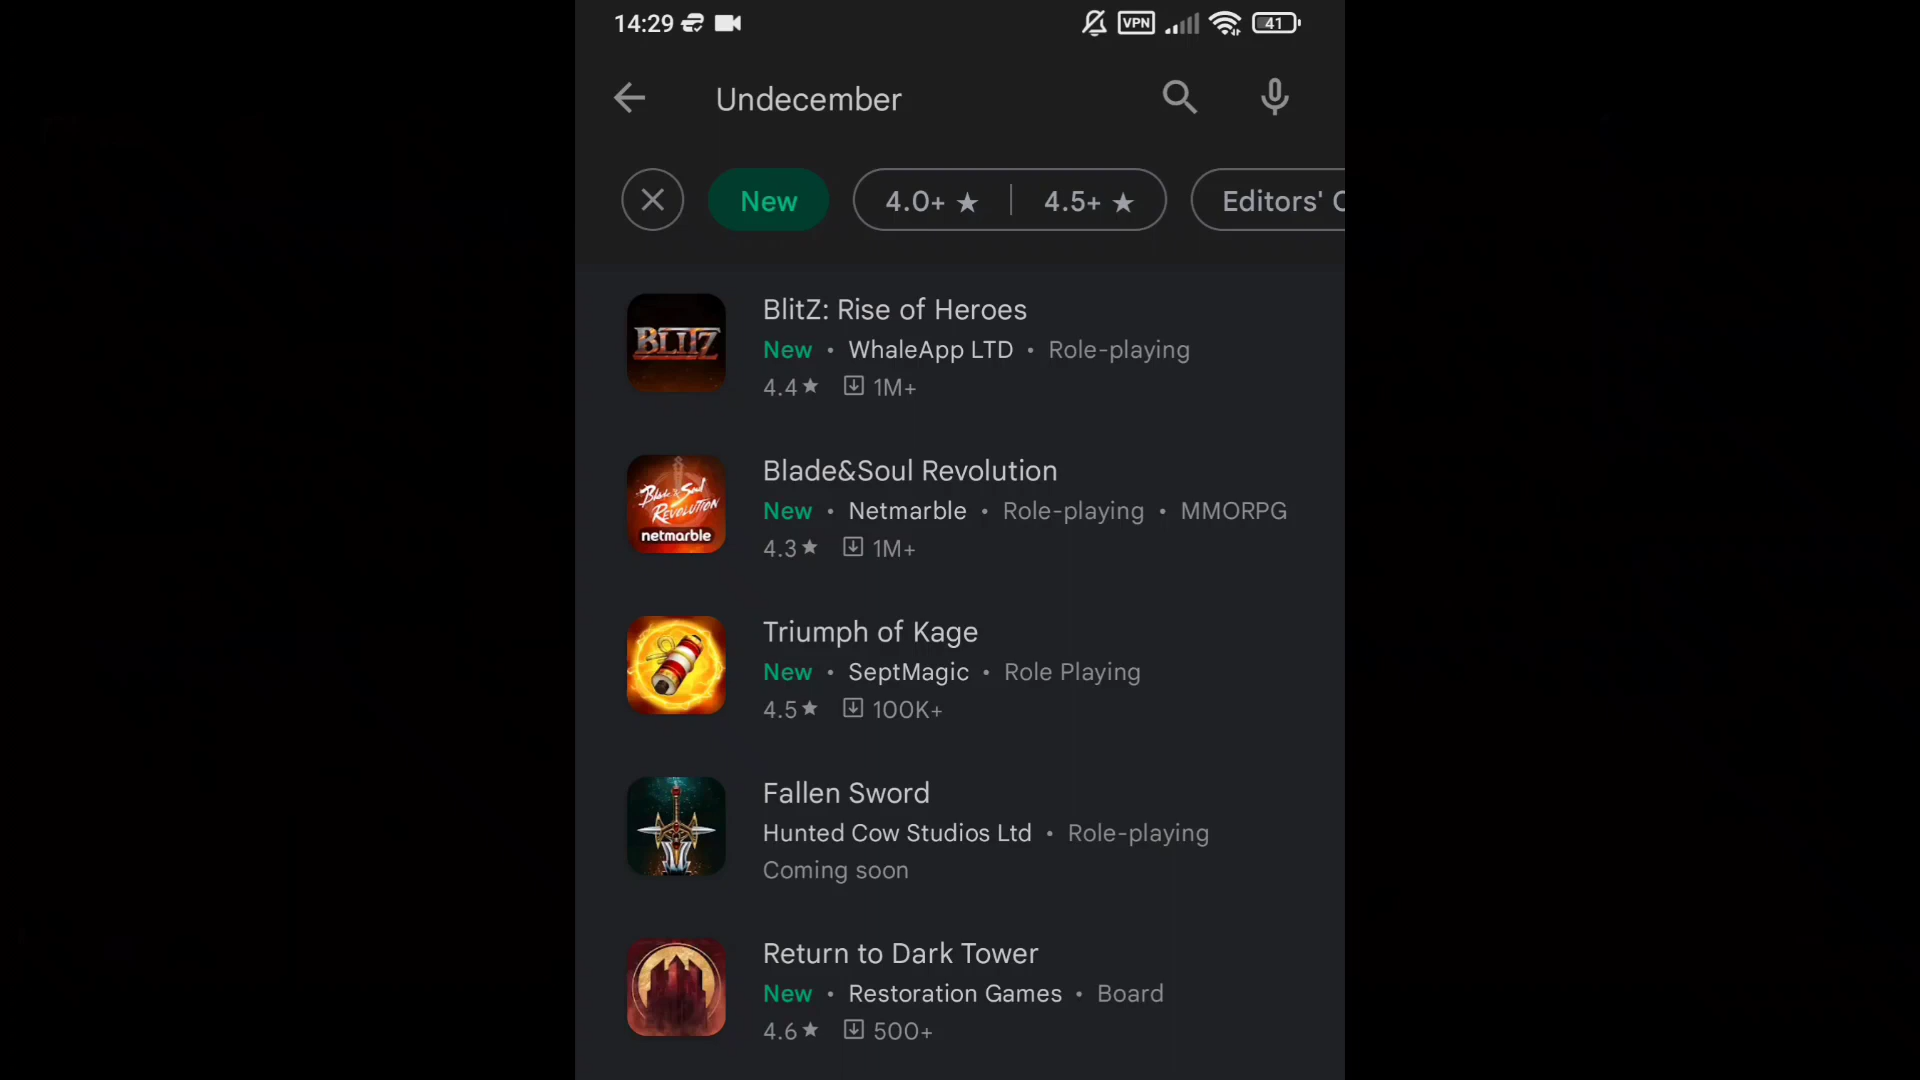 14:29 VPN 41
Undecember
New 4.0+ ★ 4.5+ ★ Editors' C
BLITZ
BlitZ: Rise of Heroes
New • WhaleApp LTD • Role-playing
4.4★ 1M+
Blade & Soul
REVOLUTION
netmarble
Blade&Soul Revolution
New • Netmarble • Role-playing • MMORPG
4.3★ 1M+
Triumph of Kage
New • SeptMagic • Role Playing
4.5★ 100K+
Fallen Sword
Hunted Cow Studios Ltd • Role-playing
Coming soon
Return to Dark Tower
New • Restoration Games • Board
4.6★ 500+